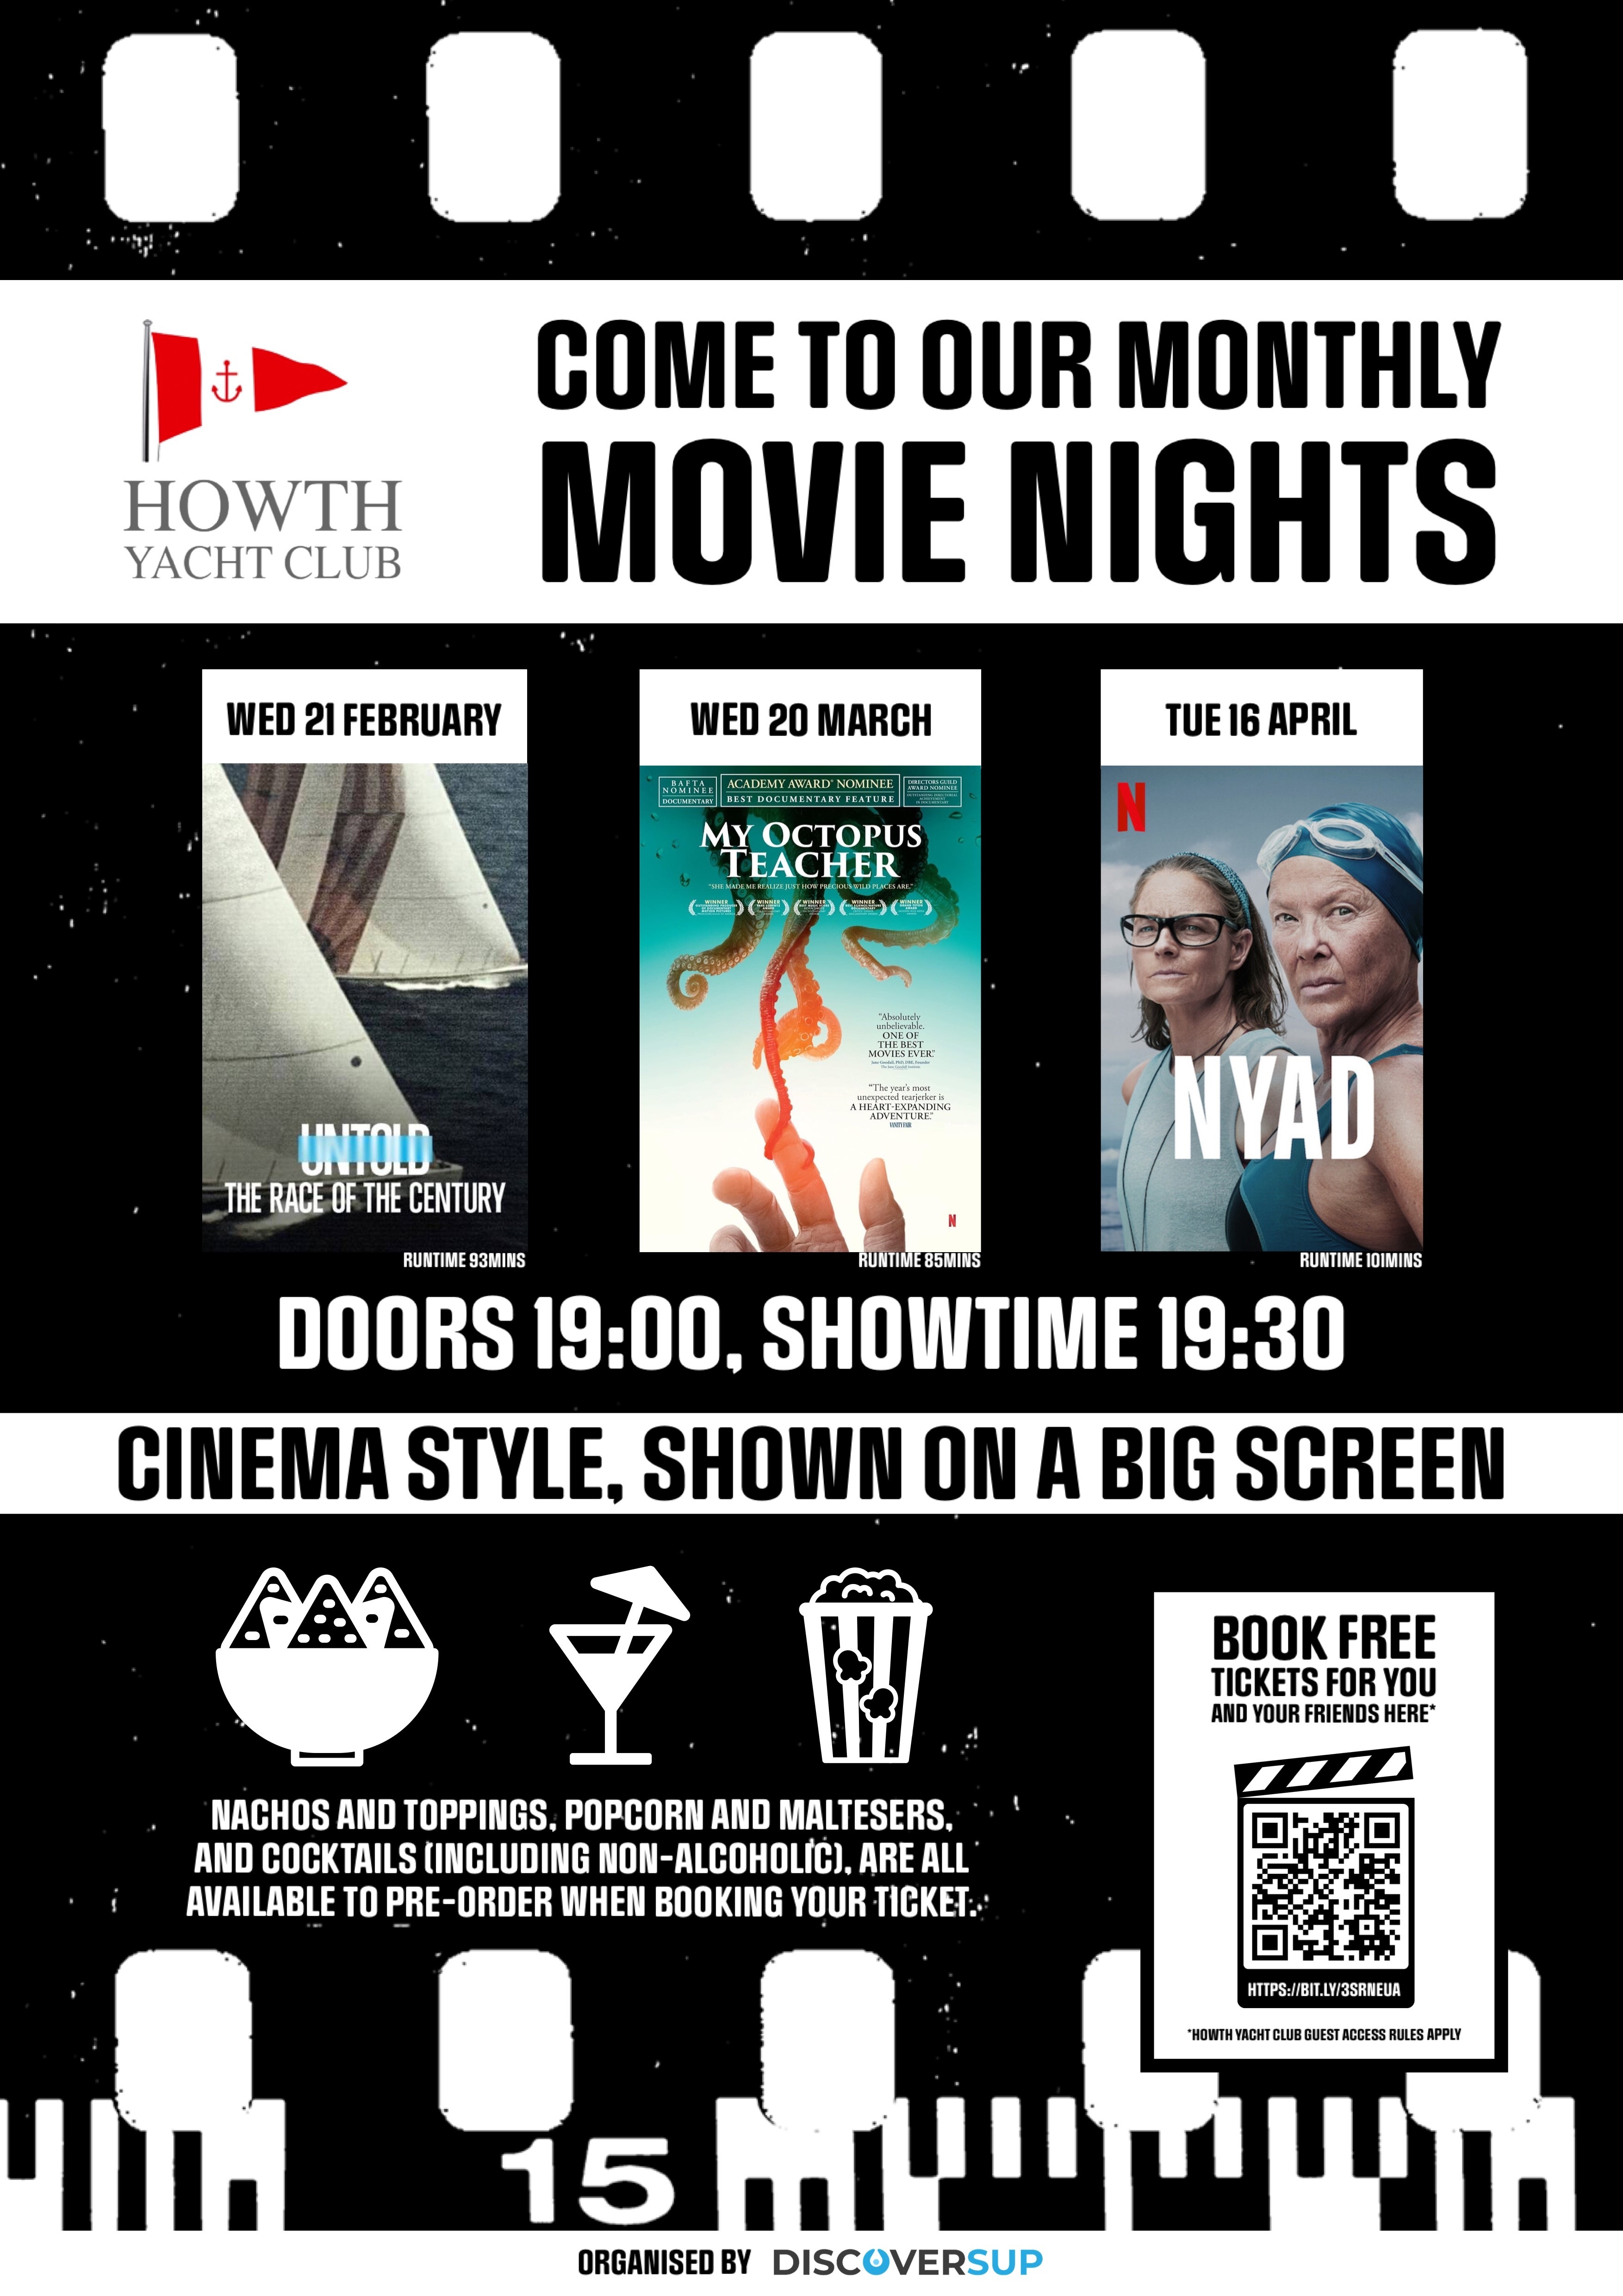 COME TO OUR MONTHLY
MOVIE NIGHTS
HOWTH
YACHT CLUB
WED 21 FEBRUARY
UNTOLD
THE RACE OF THE CENTURY
RUNTIME 93MINS
WED 20 MARCH
BAFTA
NOMINEE
DOCUMENTARY
ACADEMY AWARD® NOMINEE
BEST DOCUMENTARY FEATURE
DIRECTORS GUILD
AWARD NOMINEE
MY OCTOPUS
TEACHER
"SHE MADE ME REALIZE JUST HOW PRECIOUS WILD PLACES ARE."
WINNER
WINNER
WINNER
WINNER
WINNER
"Absolutely
unbelievable.
ONE OF
THE BEST
MOVIES EVER."
"The year's most
unexpected tearjerker is
A HEART-EXPANDING
ADVENTURE."
VANITY FAIR
N
RUNTIME 85MINS
TUE 16 APRIL
N
NYAD
RUNTIME 101MINS
DOORS 19:00, SHOWTIME 19:30
CINEMA STYLE, SHOWN ON A BIG SCREEN
NACHOS AND TOPPINGS, POPCORN AND MALTESERS,
AND COCKTAILS (INCLUDING NON-ALCOHOLIC), ARE ALL
AVAILABLE TO PRE-ORDER WHEN BOOKING YOUR TICKET.
BOOK FREE
TICKETS FOR YOU
AND YOUR FRIENDS HERE*
HTTPS://BIT.LY/3SRNEUA
*HOWTH YACHT CLUB GUEST ACCESS RULES APPLY
15
ORGANISED BY DISCOVERSUP